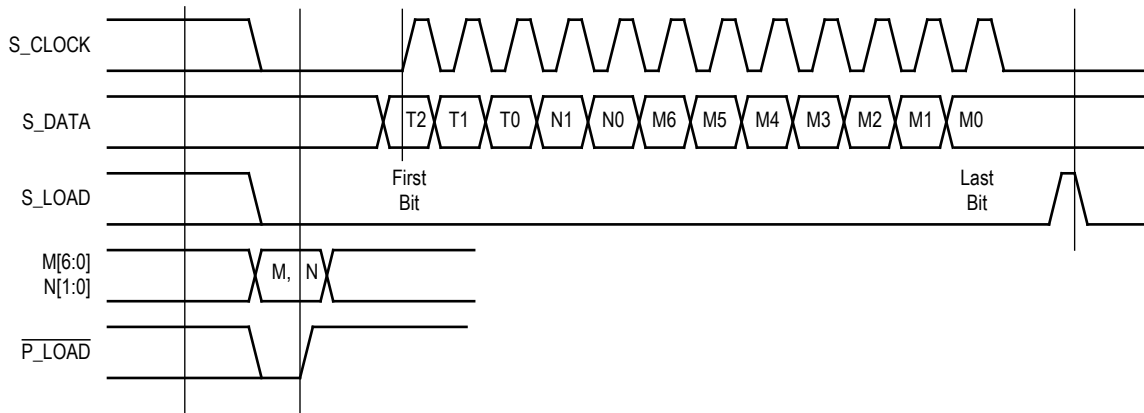 S_CLOCK
S_DATA
T2 T1 T0 N1 N0 M6 M5 M4 M3 M2 M1 M0
S_LOAD
First
Bit
Last
Bit
M[6:0]
N[1:0]
M, N
P_LOAD